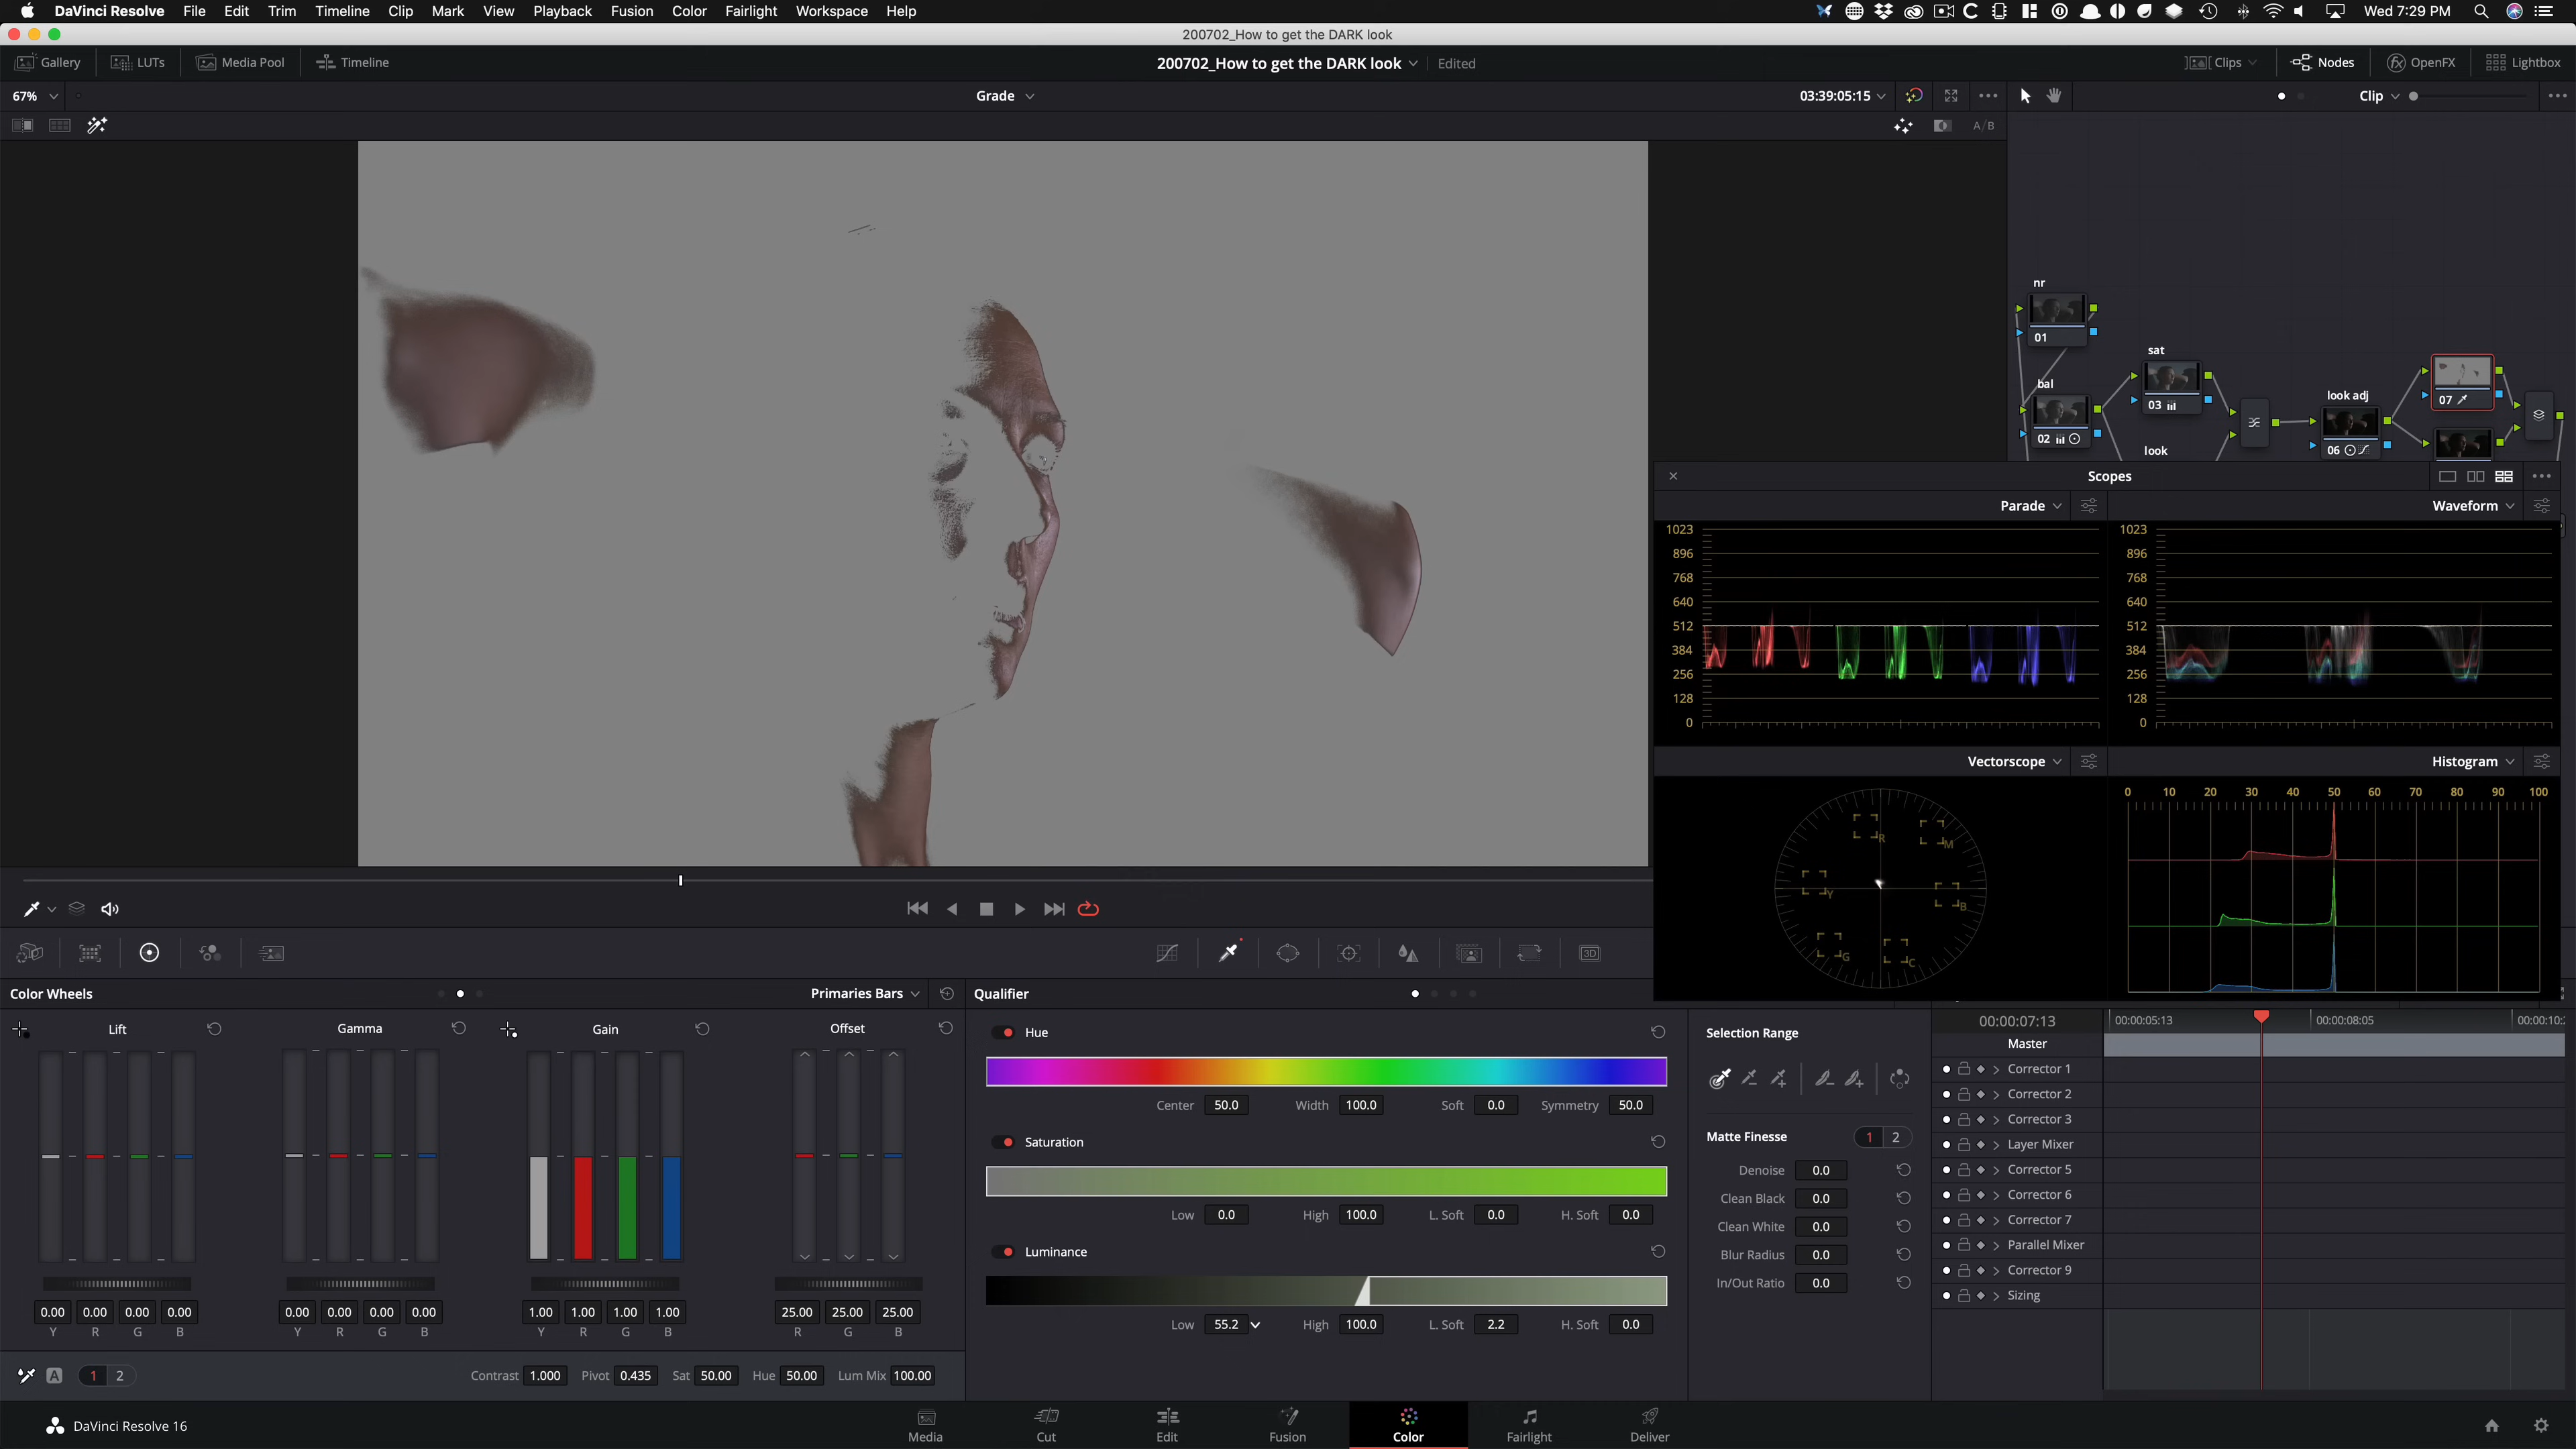 DaVinci Resolve File Edit Trim Timeline Clip Mark View Playback Fusion Color Fairlight Workspace Help Wed 7:29 PM
200702_How to get the DARK look
Gallery LUTs Media Pool Timeline 200702_How to get the DARK look Edited Clips Nodes OpenFX Lightbox
67% Grade 03:39:05:15 Clip
A/B
nr
01
sat
bal
03
look adj
07
02
look
06
Scopes
Parade Waveform
1023 1023
896 896
768 768
640 640
512 512
384 384
256 256
128 128
0 0
Vectorscope Histogram
0 10 20 30 40 50 60 70 80 90 100
R M
Y B
G C
Color Wheels Primaries Bars Qualifier
Lift Gamma Gain Offset
0.00 0.00 0.00 0.00 0.00 0.00 0.00 0.00 1.00 1.00 1.00 1.00 25.00 25.00 25.00
Y R G B Y R G B Y R G B R G B
A 1 2 Contrast 1.000 Pivot 0.435 Sat 50.00 Hue 50.00 Lum Mix 100.00
Hue
Center 50.0 Width 100.0 Soft 0.0 Symmetry 50.0
Saturation
Low 0.0 High 100.0 L. Soft 0.0 H. Soft 0.0
Luminance
Low 55.2 High 100.0 L. Soft 2.2 H. Soft 0.0
Selection Range
Matte Finesse 1 2
Denoise 0.0
Clean Black 0.0
Clean White 0.0
Blur Radius 0.0
In/Out Ratio 0.0
00:00:07:13 00:00:05:13 00:00:08:05 00:00:10:
Master
Corrector 1
Corrector 2
Corrector 3
Layer Mixer
Corrector 5
Corrector 6
Corrector 7
Parallel Mixer
Corrector 9
Sizing
3D
DaVinci Resolve 16 Media Cut Edit Fusion Color Fairlight Deliver